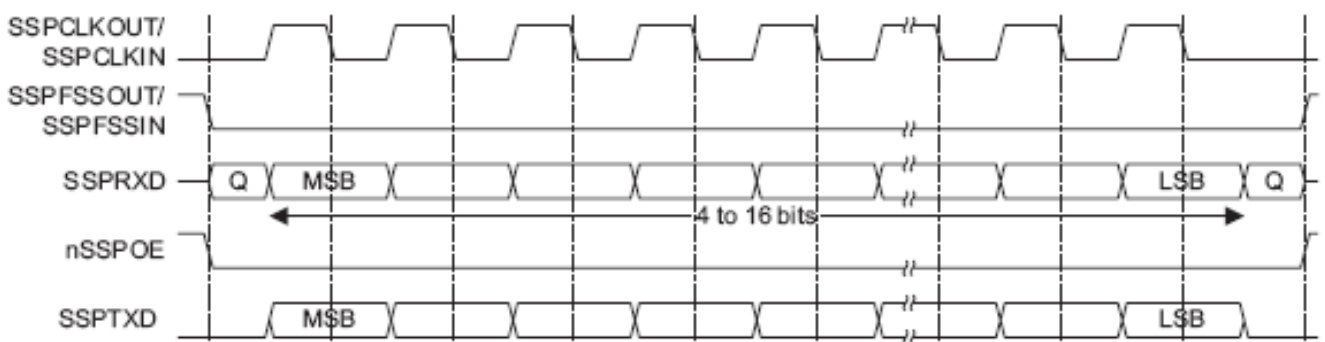 SSPCLKOUT/
SSPCLKIN
SSPFSSOUT/
SSPFSSIN
SSPRXD Q MSB LSB Q
4 to 16 bits
nSSPOE
SSPTXD MSB LSB